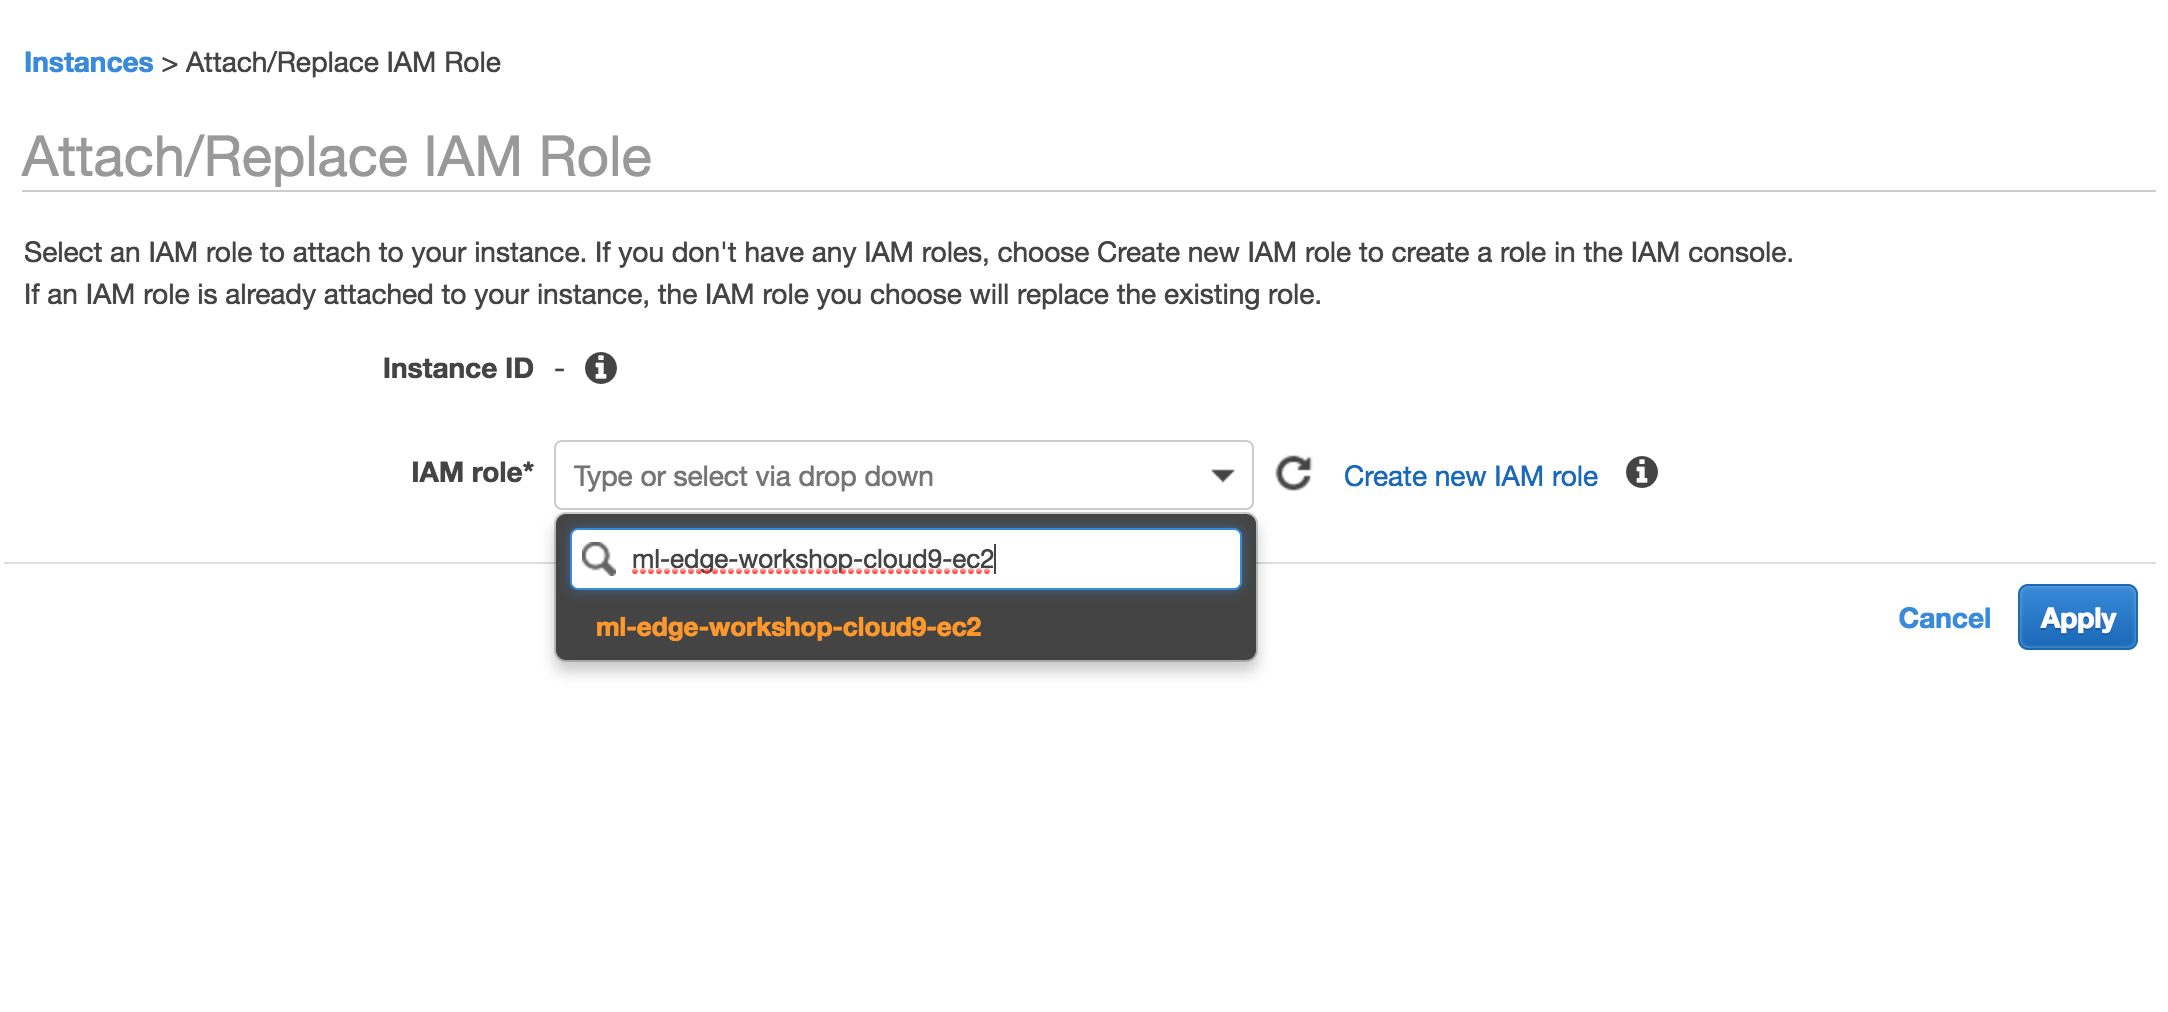 Instances > Attach/Replace IAM Role
Attach/Replace IAM Role
Select an IAM role to attach to your instance. If you don't have any IAM roles, choose Create new IAM role to create a role in the IAM console.
If an IAM role is already attached to your instance, the IAM role you choose will replace the existing role.
Instance ID -
IAM role* Type or select via drop down Create new IAM role
ml-edge-workshop-cloud9-ec2
ml-edge-workshop-cloud9-ec2
Cancel Apply